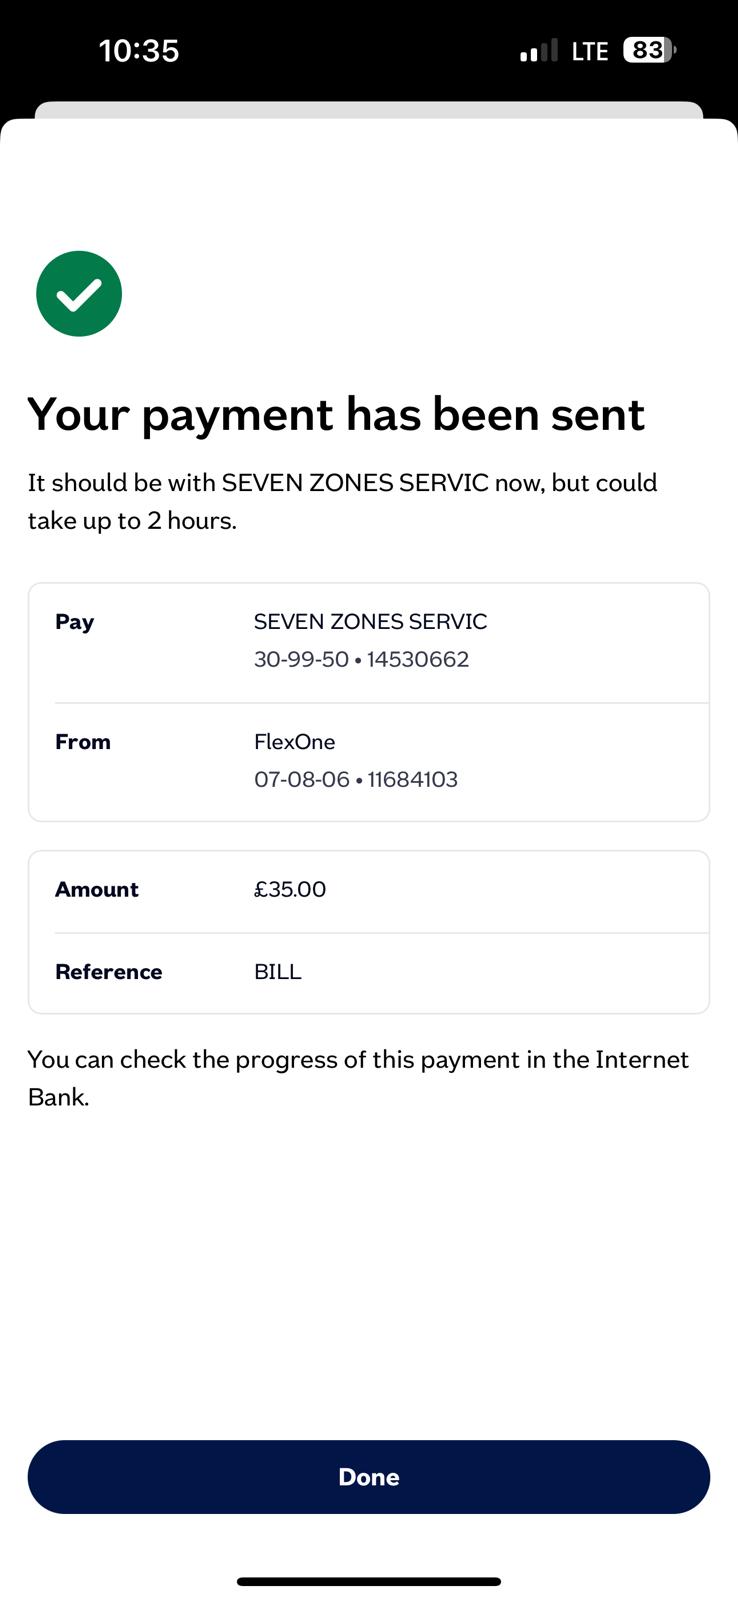 10:35 LTE 83
Your payment has been sent
It should be with SEVEN ZONES SERVIC now, but could
take up to 2 hours.
Pay SEVEN ZONES SERVIC
30-99-50 • 14530662
From FlexOne
07-08-06 • 11684103
Amount £35.00
Reference BILL
You can check the progress of this payment in the Internet
Bank.
Done